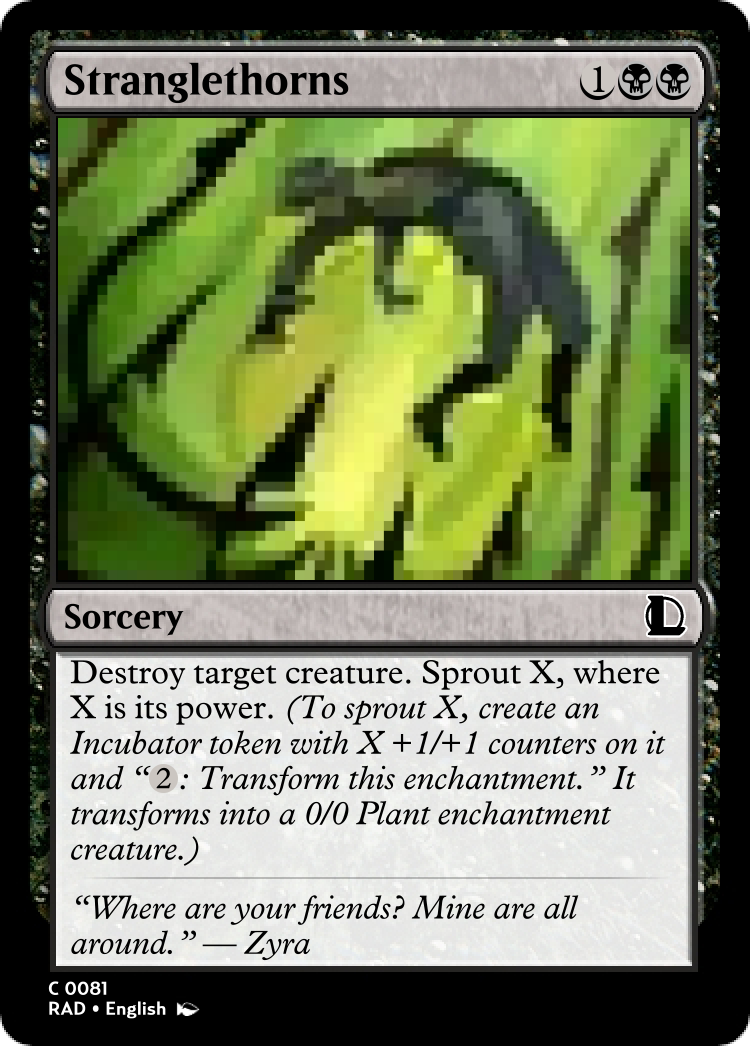 Stranglethorns 1
Sorcery
Destroy target creature. Sprout X, where
X is its power. (To sprout X, create an
Incubator token with X +1/+1 counters on it
and “2: Transform this enchantment.” It
transforms into a 0/0 Plant enchantment
creature.)
“Where are your friends? Mine are all
around.” — Zyra
C 0081
RAD • English